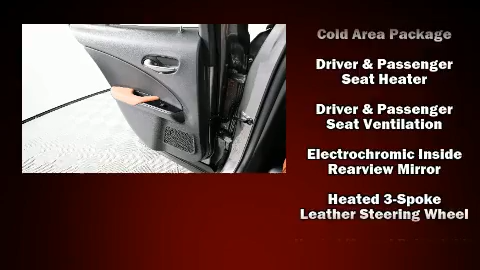 Cold Area Package
Driver & Passenger
Seat Heater
Driver & Passenger
Seat Ventilation
Electrochromic Inside
Rearview Mirror
Heated 3-Spoke
Leather Steering Wheel